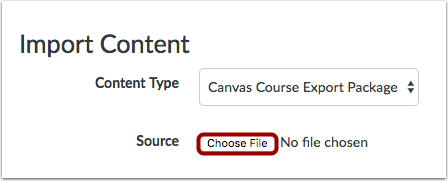 Import Content
Content Type Canvas Course Export Package
Source Choose File No file chosen